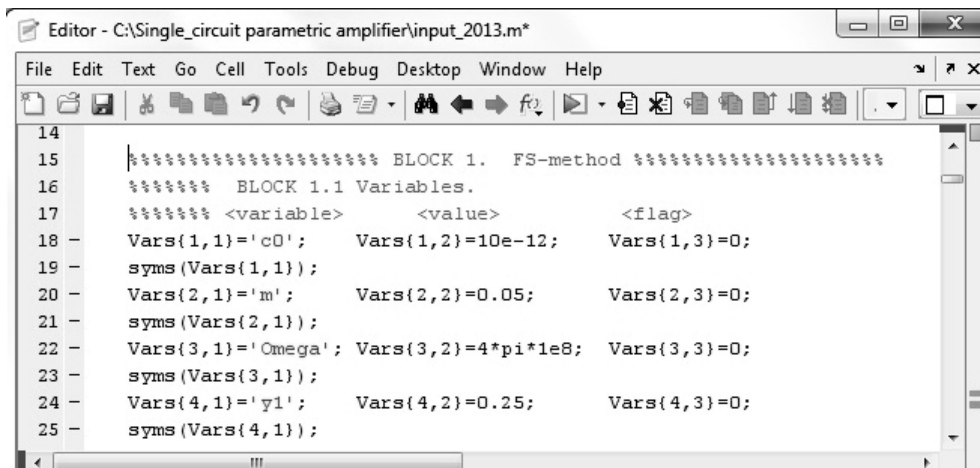 Editor - C:\Single_circuit parametric amplifier\input_2013.m*
File Edit Text Go Cell Tools Debug Desktop Window Help
14
15 %%%%%%%%%%%%%%%%%%%%% BLOCK 1. FS-method %%%%%%%%%%%%%%%%%%%%%
16 %%%%%%% BLOCK 1.1 Variables.
17 %%%%%%% <variable> <value> <flag>
18 - Vars{1,1}='c0'; Vars{1,2}=10e-12; Vars{1,3}=0;
19 - syms(Vars{1,1});
20 - Vars{2,1}='m'; Vars{2,2}=0.05; Vars{2,3}=0;
21 - syms(Vars{2,1});
22 - Vars{3,1}='Omega'; Vars{3,2}=4*pi*1e8; Vars{3,3}=0;
23 - syms(Vars{3,1});
24 - Vars{4,1}='y1'; Vars{4,2}=0.25; Vars{4,3}=0;
25 - syms(Vars{4,1});